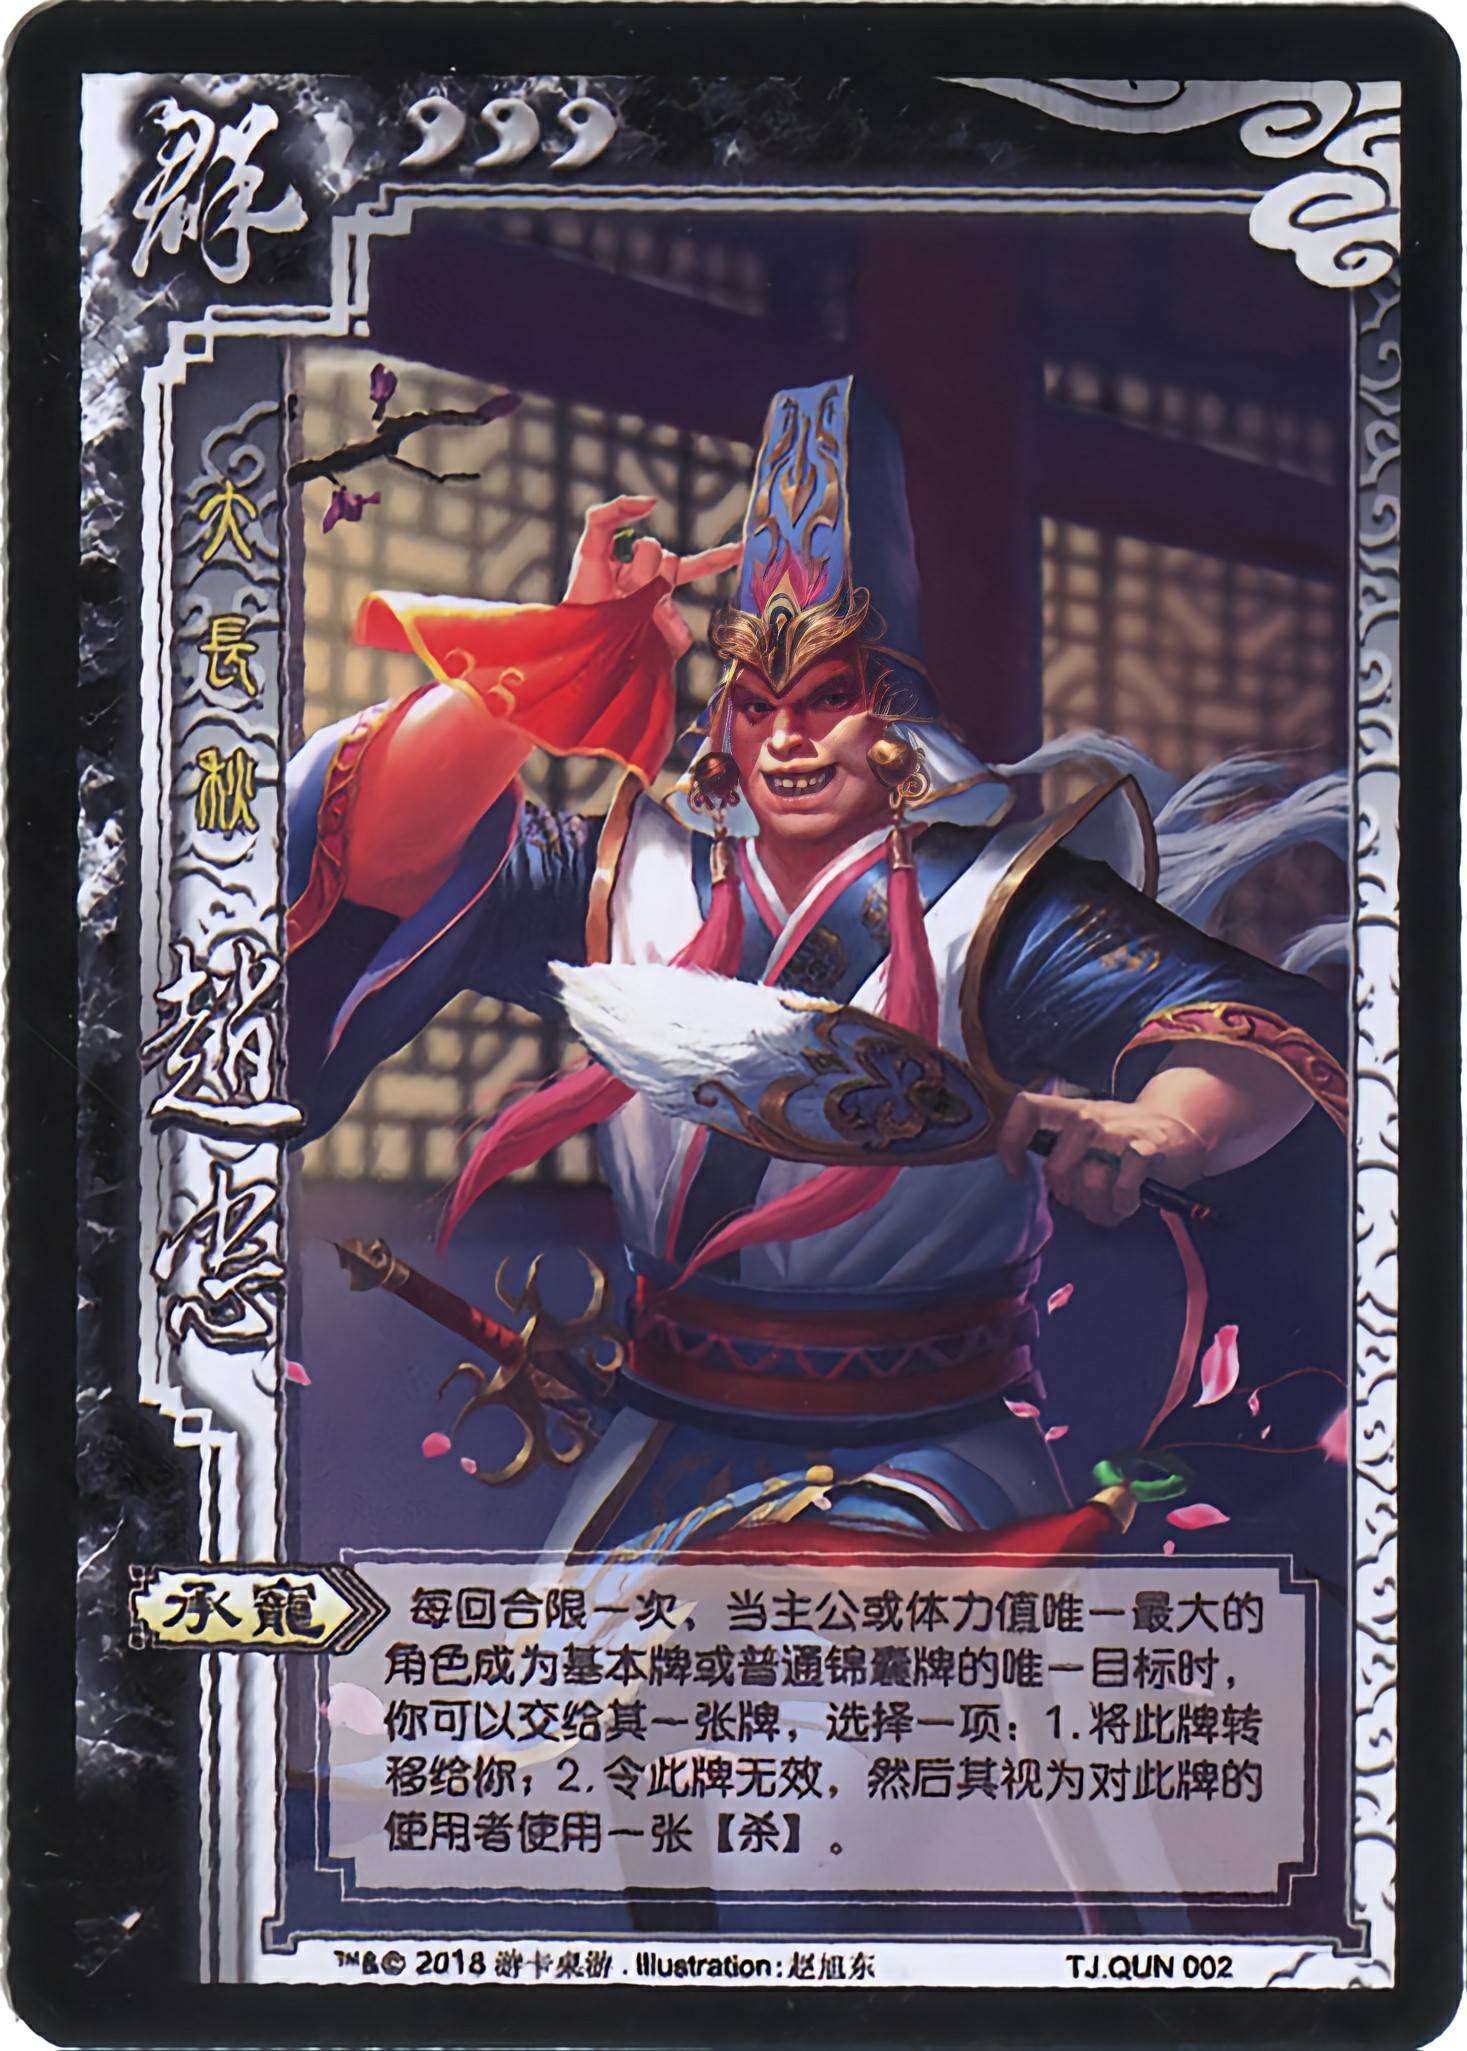 群
大長秋
趙忠
承寵
每回合限一次，当主公或体力值唯一最大的
角色成为基本牌或普通锦囊牌的唯一目标时，
你可以交给其一张牌，选择一项：1.将此牌转
移给你；2.令此牌无效，然后其视为对此牌的
使用者使用一张【杀】。
™&© 2018 游卡桌游 . Illustration:赵旭东
TJ.QUN 002